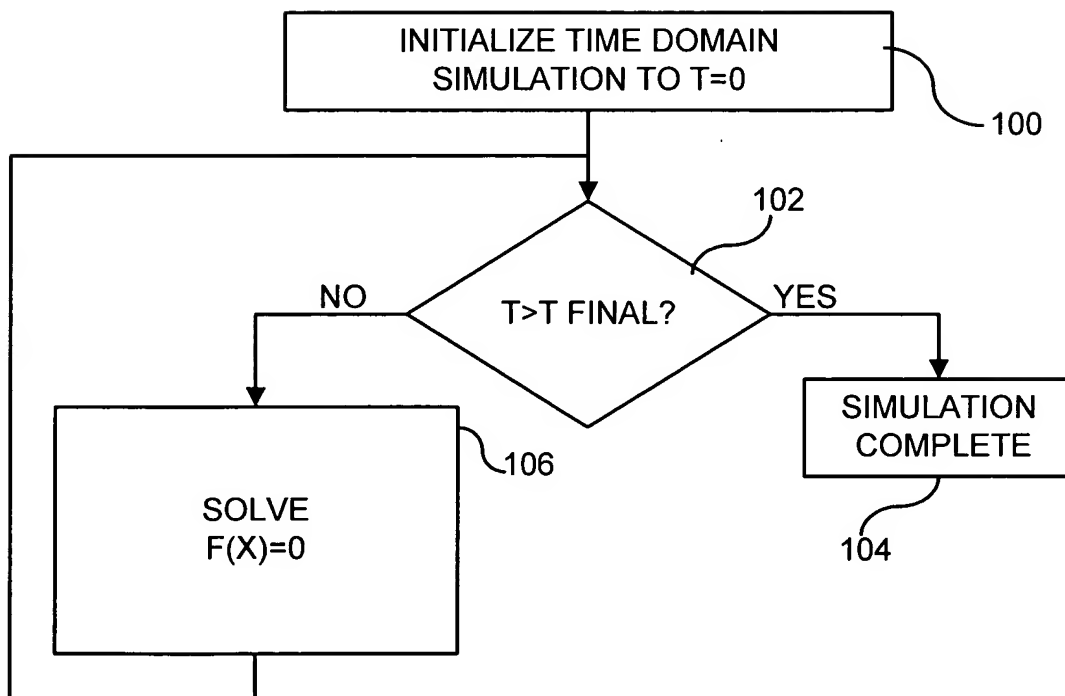 INITIALIZE TIME DOMAIN
SIMULATION TO T=0
100
102
NO
T>T FINAL?
YES
SIMULATION
COMPLETE
106
SOLVE
F(X)=0
104